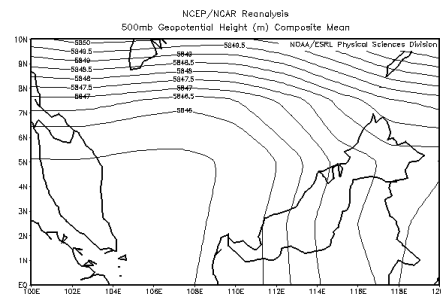 NCEP/NCAR Reanalysis
500mb Geopotential Height (m) Composite Mean
NOAA/ESRL Physical Sciences Division
10N
9N
8N
7N
6N
5N
4N
3N
2N
1N
EQ
5850
5849.5
5849
5848.5
5848
5847.5
5847
5849.5
5849
5848.5
5848
5847.5
5847
5846.5
5846
100E 102E 104E 106E 108E 110E 112E 114E 116E 118E